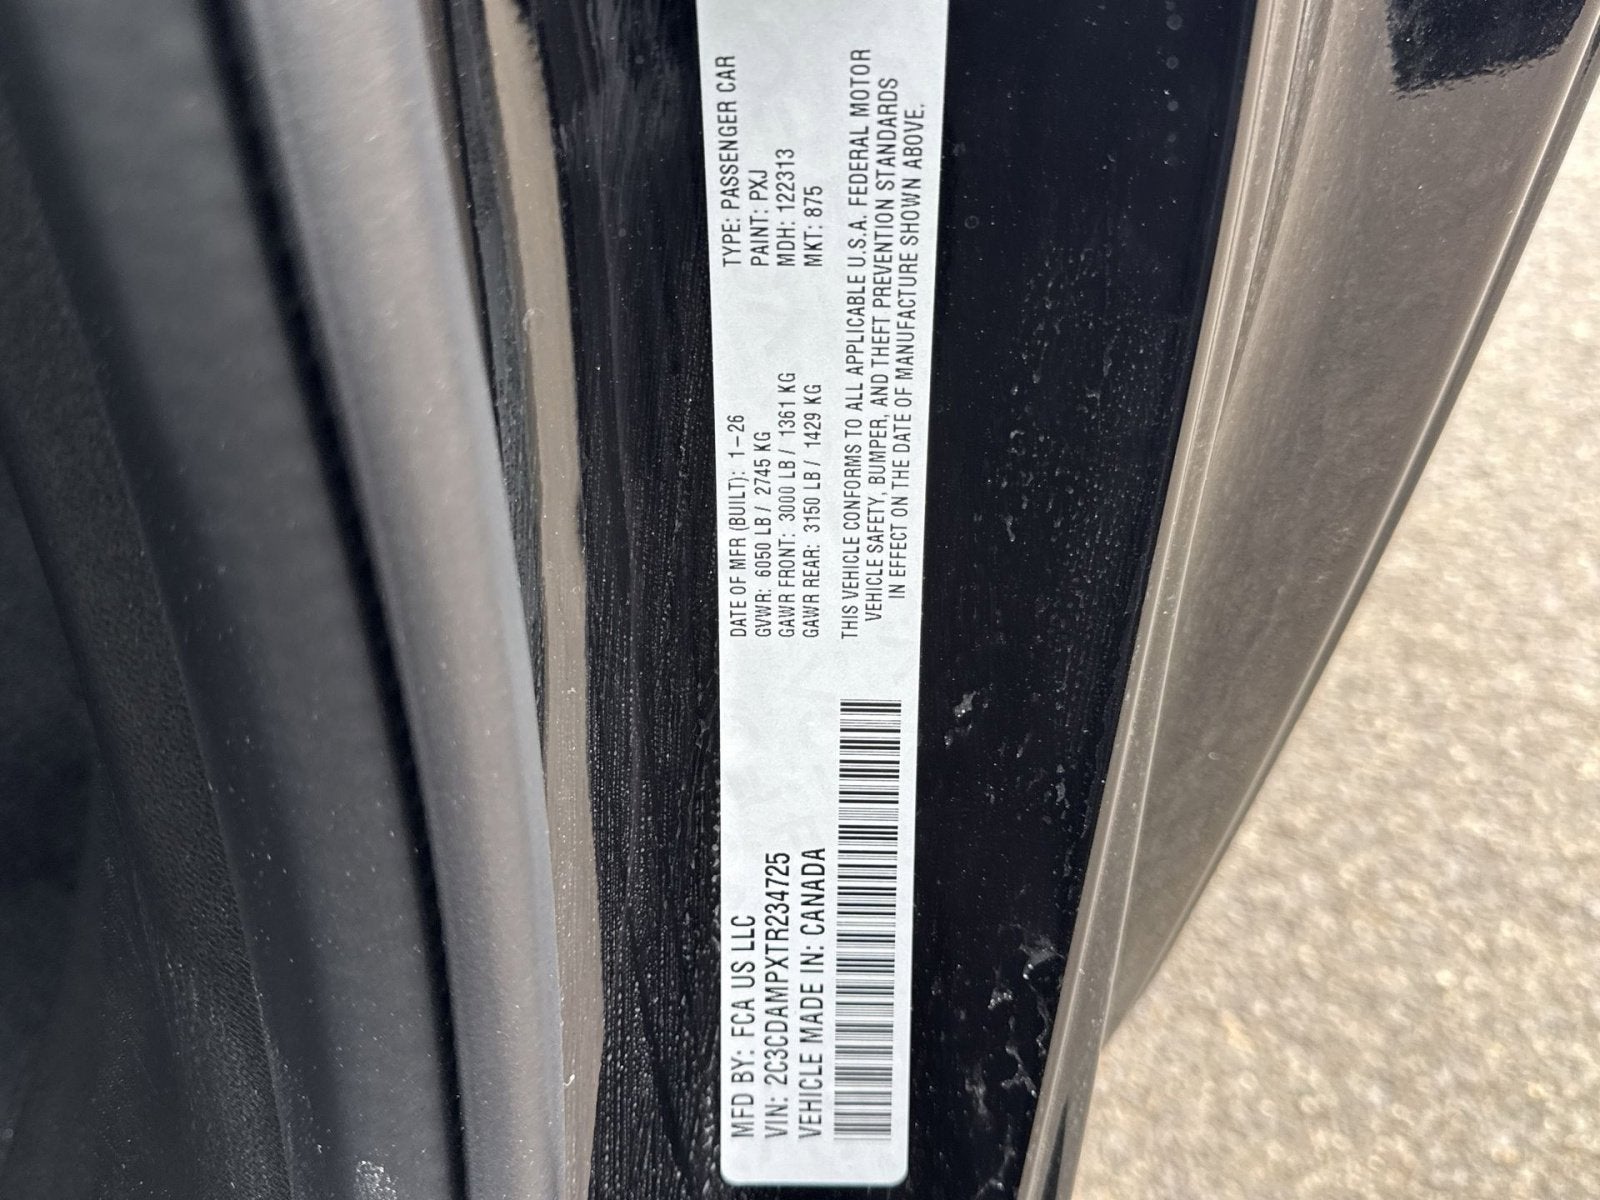 MFD BY: FCA US LLC
VIN: 2C3CDAMPXTR234725
VEHICLE MADE IN: CANADA
DATE OF MFR (BUILT): 1-26
GVWR: 6050 LB / 2745 KG
GAWR FRONT: 3000 LB / 1361 KG
GAWR REAR: 3150 LB / 1429 KG
TYPE: PASSENGER CAR
PAINT: PXJ
MDH: 122313
MKT: 875
THIS VEHICLE CONFORMS TO ALL APPLICABLE U.S.A. FEDERAL MOTOR
VEHICLE SAFETY, BUMPER, AND THEFT PREVENTION STANDARDS
IN EFFECT ON THE DATE OF MANUFACTURE SHOWN ABOVE.